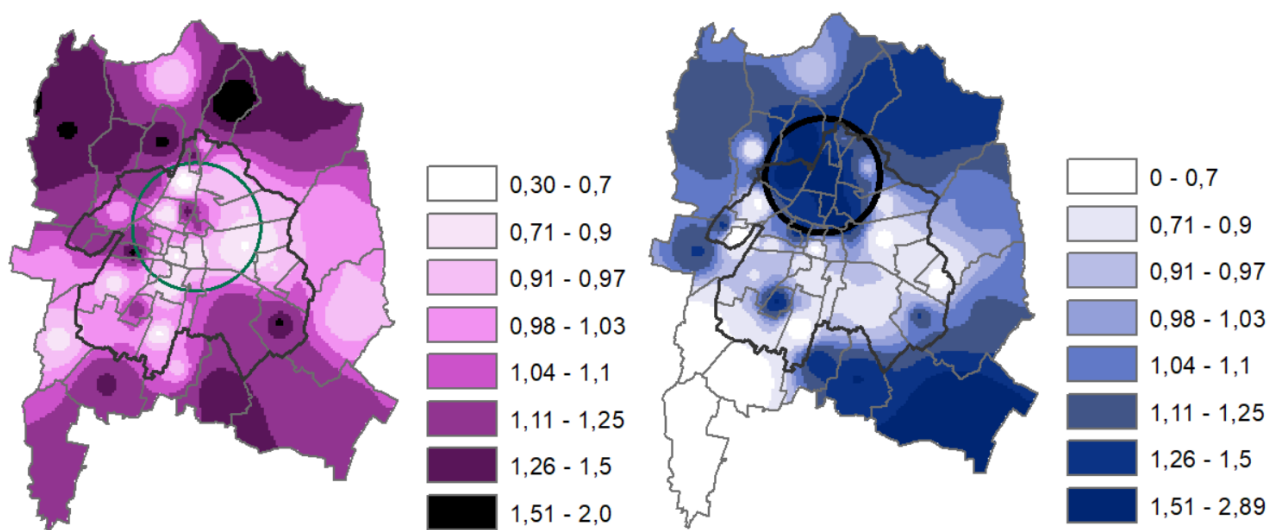 0,30 - 0,7
0,71 - 0,9
0,91 - 0,97
0,98 - 1,03
1,04 - 1,1
1,11 - 1,25
1,26 - 1,5
1,51 - 2,0
0 - 0,7
0,71 - 0,9
0,91 - 0,97
0,98 - 1,03
1,04 - 1,1
1,11 - 1,25
1,26 - 1,5
1,51 - 2,89